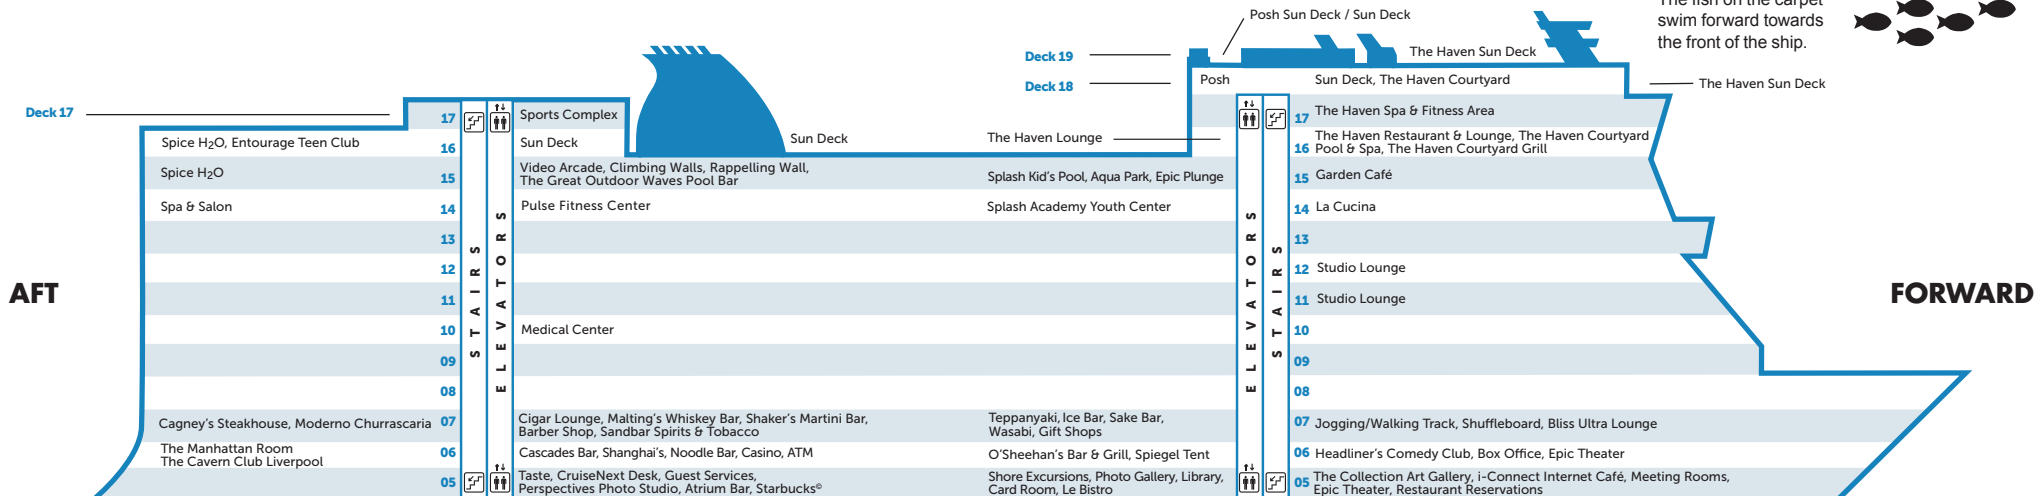 The fish on the carpet
swim forward towards
the front of the ship.
Posh Sun Deck / Sun Deck
Deck 19
The Haven Sun Deck
Deck 18
Posh
Sun Deck, The Haven Courtyard
The Haven Sun Deck
Deck 17
17
Sports Complex
17
The Haven Spa & Fitness Area
Spice H2O, Entourage Teen Club
16
Sun Deck
Sun Deck
The Haven Lounge
16
The Haven Restaurant & Lounge, The Haven Courtyard
Pool & Spa, The Haven Courtyard Grill
Spice H2O
15
Video Arcade, Climbing Walls, Rappelling Wall,
The Great Outdoor Waves Pool Bar
Splash Kid's Pool, Aqua Park, Epic Plunge
15
Garden Café
Spa & Salon
14
Pulse Fitness Center
Splash Academy Youth Center
14
La Cucina
13
13
12
12
Studio Lounge
AFT
11
11
Studio Lounge
FORWARD
STAIRS
ELEVATORS
ELEVATORS
STAIRS
10
Medical Center
10
09
09
08
08
Cagney's Steakhouse, Moderno Churrascaria
07
Cigar Lounge, Malting's Whiskey Bar, Shaker's Martini Bar,
Barber Shop, Sandbar Spirits & Tobacco
Teppanyaki, Ice Bar, Sake Bar,
Wasabi, Gift Shops
07
Jogging/Walking Track, Shuffleboard, Bliss Ultra Lounge
The Manhattan Room
The Cavern Club Liverpool
06
Cascades Bar, Shanghai's, Noodle Bar, Casino, ATM
O'Sheehan's Bar & Grill, Spiegel Tent
06
Headliner's Comedy Club, Box Office, Epic Theater
05
Taste, CruiseNext Desk, Guest Services,
Perspectives Photo Studio, Atrium Bar, Starbucks©
Shore Excursions, Photo Gallery, Library,
Card Room, Le Bistro
05
The Collection Art Gallery, i-Connect Internet Café, Meeting Rooms,
Epic Theater, Restaurant Reservations